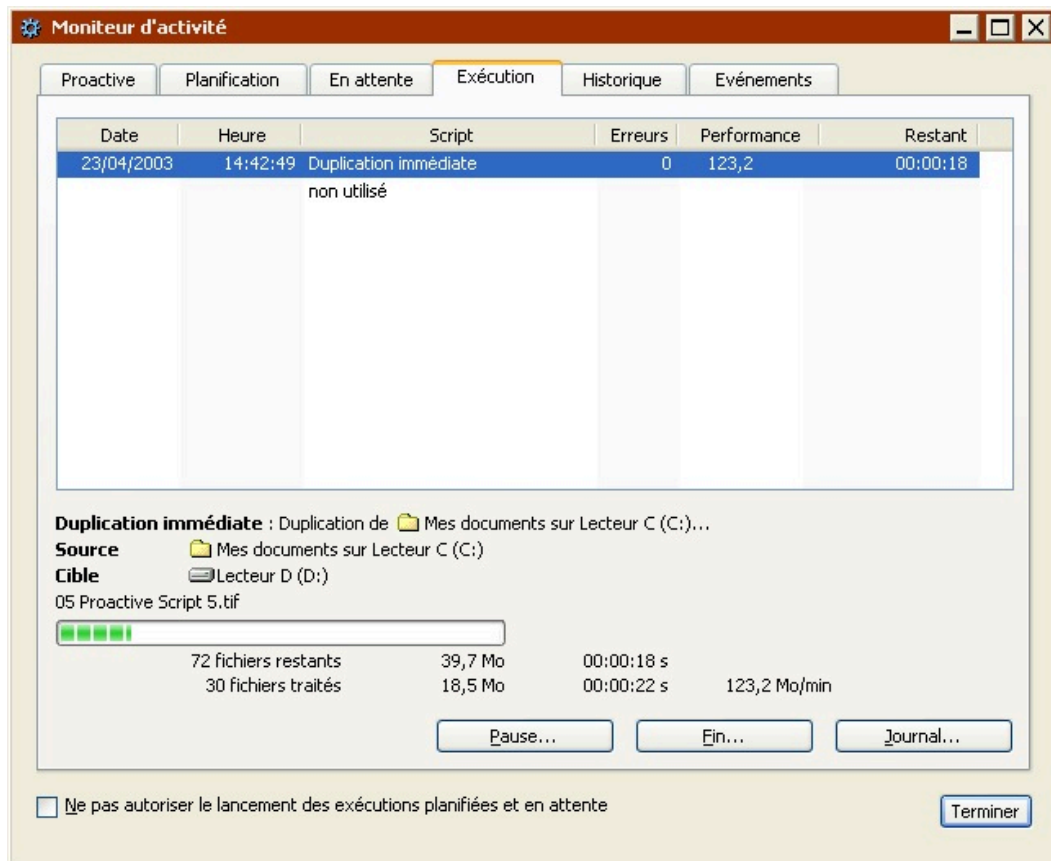 Moniteur d'activité
Proactive Planification En attente Exécution Historique Evénements
Date Heure Script Erreurs Performance Restant
23/04/2003 14:42:49 Duplication immédiate 0 123,2 00:00:18
non utilisé
Duplication immédiate : Duplication de Mes documents sur Lecteur C (C:)...
Source Mes documents sur Lecteur C (C:)
Cible Lecteur D (D:)
05 Proactive Script 5.tif
72 fichiers restants 39,7 Mo 00:00:18 s
30 fichiers traités 18,5 Mo 00:00:22 s 123,2 Mo/min
Pause... Fin... Journal...
Ne pas autoriser le lancement des exécutions planifiées et en attente
Terminer